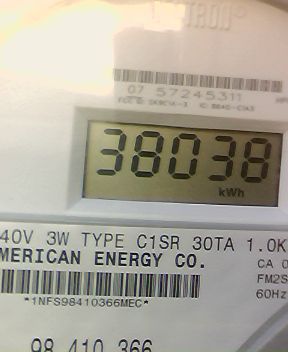 TRON®
07 57245311
38038
kWh
40V 3W TYPE C1SR 30TA 1.0K
MERICAN ENERGY CO.
CA 0
FM2S
60Hz
*1NFS98410366MEC*
98 410 366